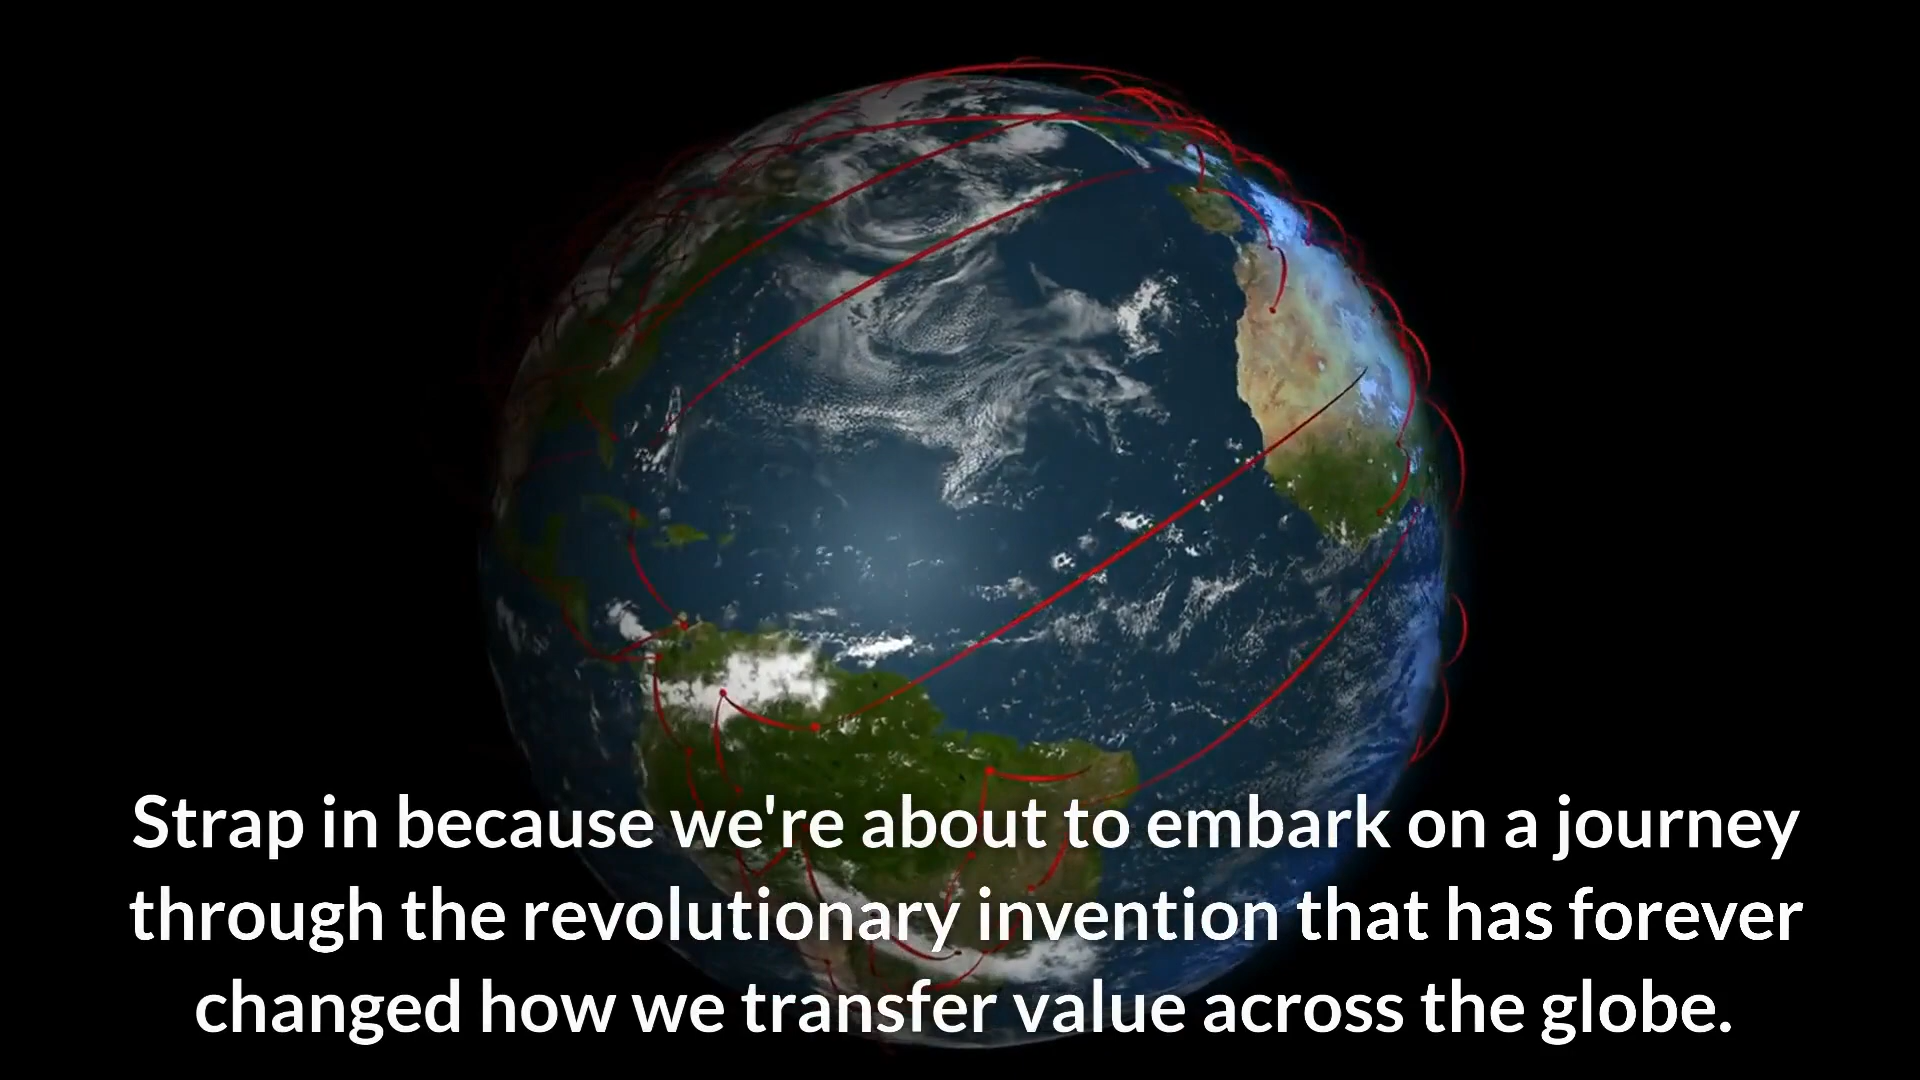 Strap in because we're about to embark on a journey
through the revolutionary invention that has forever
changed how we transfer value across the globe.